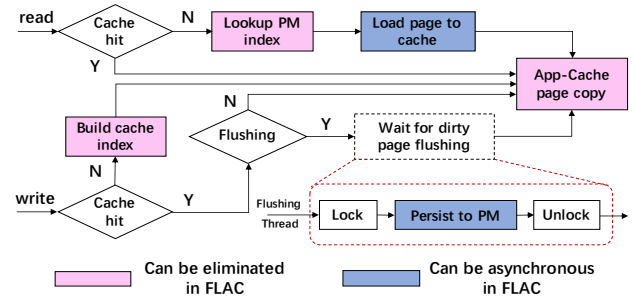 read
Cache
hit
N
Lookup PM
index
Load page to
cache
Y
App-Cache
page copy
N
Build cache
index
Flushing
Y
Wait for dirty
page flushing
N
write
Cache
hit
Y
Flushing
Thread
Lock
Persist to PM
Unlock
Can be eliminated
in FLAC
Can be asynchronous
in FLAC